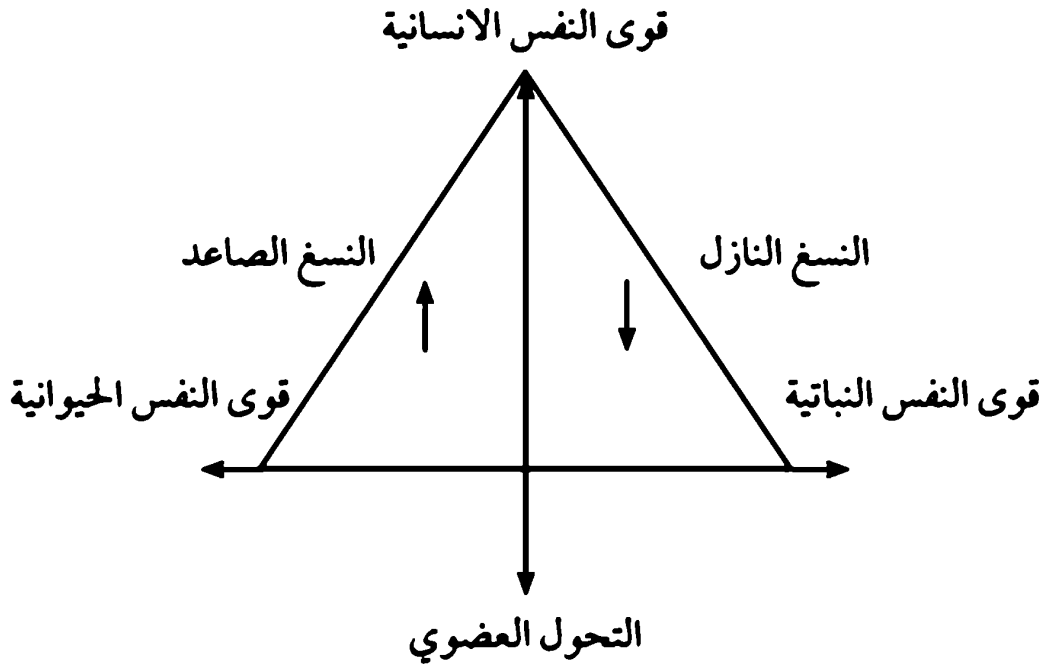 قوى النفس الانسانية
النسغ النازل
النسغ الصاعد
قوى النفس النباتية
قوى النفس الحيوانية
التحول العضوي